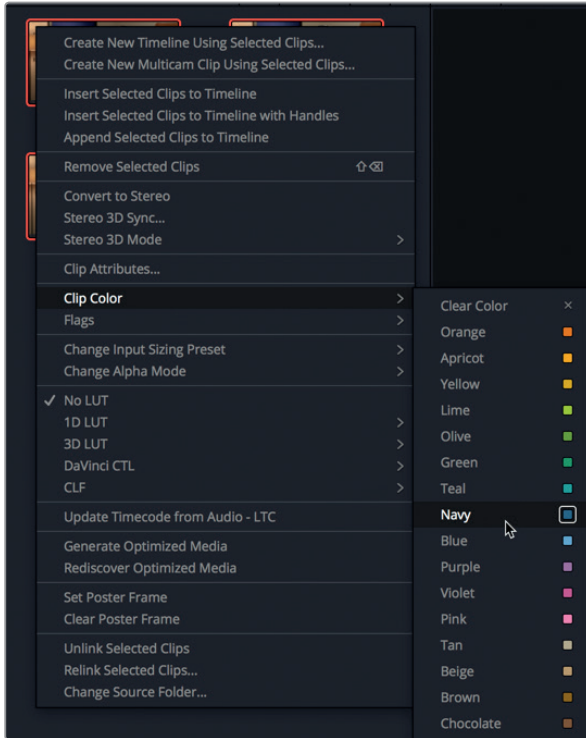 Create New Timeline Using Selected Clips...
Create New Multicam Clip Using Selected Clips...
Insert Selected Clips to Timeline
Insert Selected Clips to Timeline with Handles
Append Selected Clips to Timeline
Remove Selected Clips ⇧⌫
Convert to Stereo
Stereo 3D Sync...
Stereo 3D Mode >
Clip Attributes...
Clip Color >
Flags >
Change Input Sizing Preset >
Change Alpha Mode >
✓ No LUT
1D LUT >
3D LUT >
DaVinci CTL >
CLF >
Update Timecode from Audio - LTC
Generate Optimized Media
Rediscover Optimized Media
Set Poster Frame
Clear Poster Frame
Unlink Selected Clips
Relink Selected Clips...
Change Source Folder...
Clear Color ×
Orange
Apricot
Yellow
Lime
Olive
Green
Teal
Navy
Blue
Purple
Violet
Pink
Tan
Beige
Brown
Chocolate